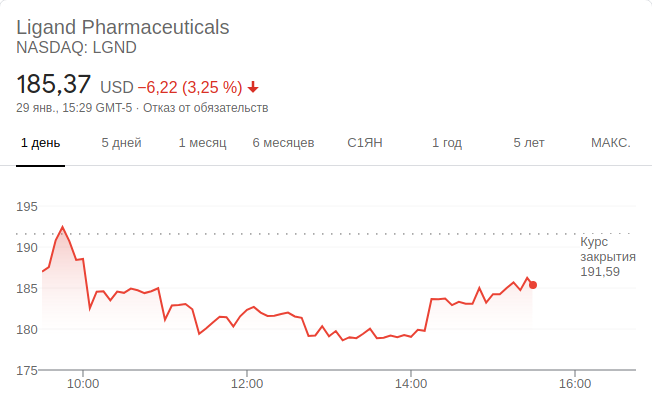 Ligand Pharmaceuticals
NASDAQ: LGND
185,37 USD −6,22 (3,25 %)
29 янв., 15:29 GMT-5 · Отказ от обязательств
1 день 5 дней 1 месяц 6 месяцев С1ЯН 1 год 5 лет МАКС.
195
190
185
180
175
Курс
закрытия
191,59
10:00 12:00 14:00 16:00